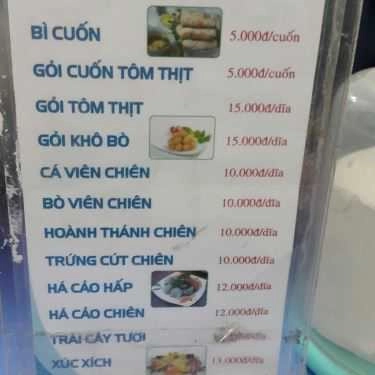 BÌ CUỐN 5.000đ/cuốn
GỎI CUỐN TÔM THỊT 5.000đ/cuốn
GỎI TÔM THỊT 15.000đ/dĩa
GỎI KHÔ BÒ 15.000đ/dĩa
CÁ VIÊN CHIÊN 10.000đ/dĩa
BÒ VIÊN CHIÊN 10.000đ/dĩa
HOÀNH THÁNH CHIÊN 10.000đ/dĩa
TRỨNG CÚT CHIÊN 10.000đ/dĩa
HÁ CẢO HẤP 12.000đ/dĩa
HÁ CẢO CHIÊN 12.000đ/dĩa
TRÁI CÂY TƯƠI
XÚC XÍCH 13.000đ/dĩa